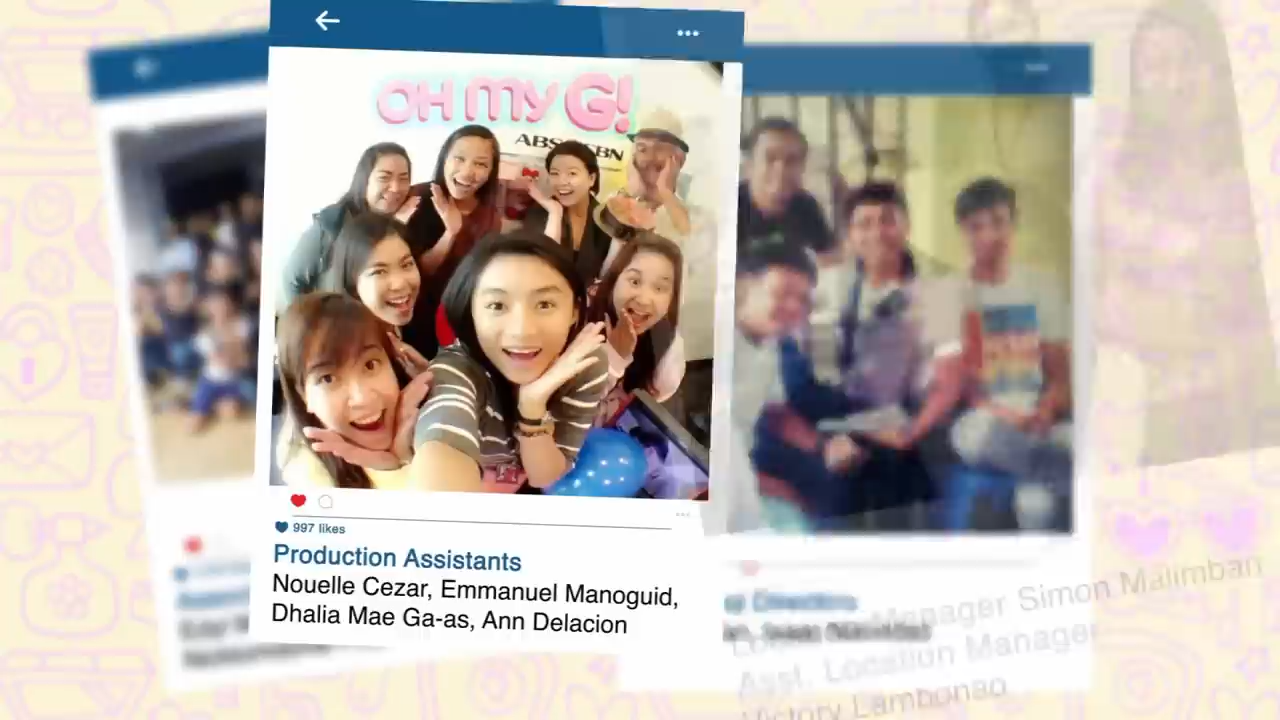 OH my G!
ABS CBN
997 likes
Production Assistants
Nouelle Cezar, Emmanuel Manoguid,
Dhalia Mae Ga-as, Ann Delacion
Manager Simon Malimban
Asst. Location Manager
Victory Lambonao